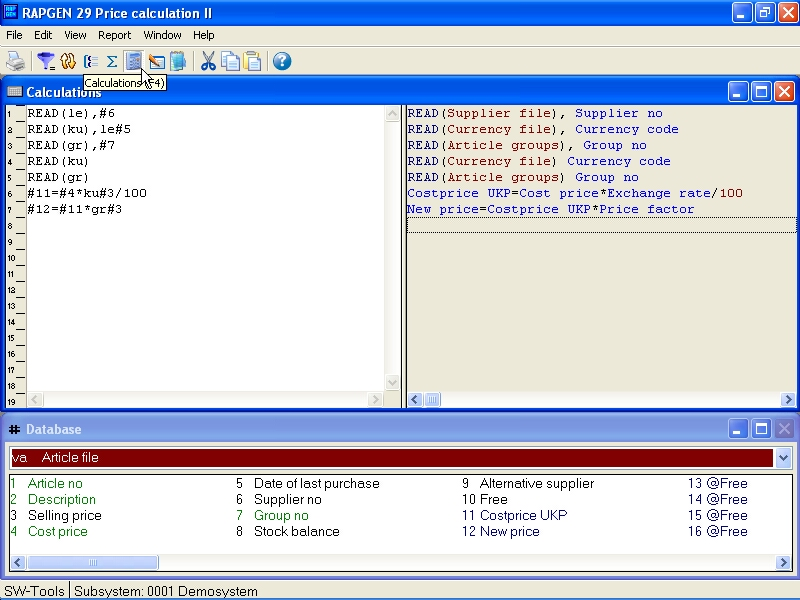 RAPGEN 29 Price calculation II
File Edit View Report Window Help
Calculations (F4)
Calculations
1 READ(le),#6
2 READ(ku),le#5
3 READ(gr),#7
4 READ(ku)
5 READ(gr)
6 #11=#4*ku#3/100
7 #12=#11*gr#3
8
9
10
11
12
13
14
15
16
17
18
19
READ(Supplier file), Supplier no
READ(Currency file), Currency code
READ(Article groups), Group no
READ(Currency file) Currency code
READ(Article groups) Group no
Costprice UKP=Cost price*Exchange rate/100
New price=Costprice UKP*Price factor
# Database
va Article file
1 Article no 5 Date of last purchase 9 Alternative supplier 13 @Free
2 Description 6 Supplier no 10 Free 14 @Free
3 Selling price 7 Group no 11 Costprice UKP 15 @Free
4 Cost price 8 Stock balance 12 New price 16 @Free
SW-Tools Subsystem: 0001 Demosystem